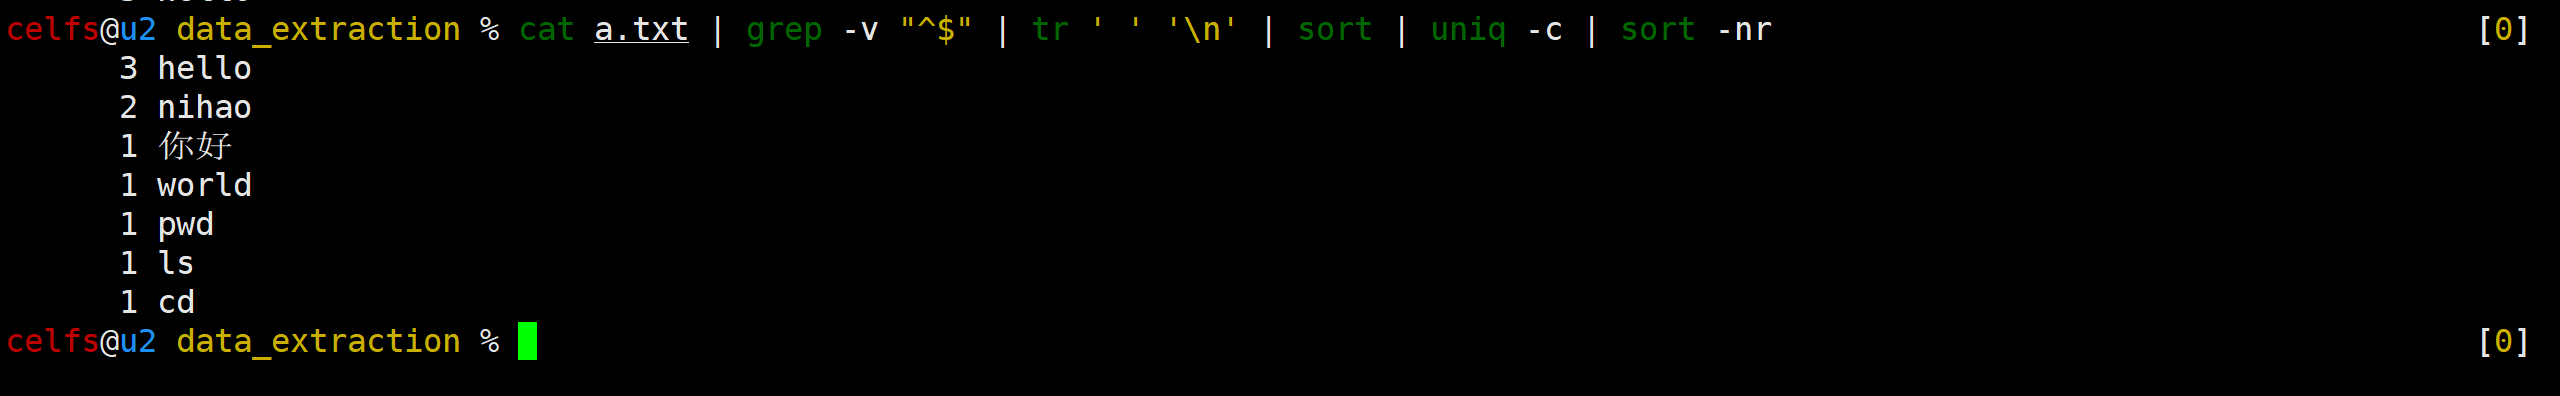 celfs@u2 data_extraction % cat a.txt | grep -v "^$" | tr ' ' '\n' | sort | uniq -c | sort -nr [0]
3 hello
2 nihao
1 你好
1 world
1 pwd
1 ls
1 cd
celfs@u2 data_extraction % [0]